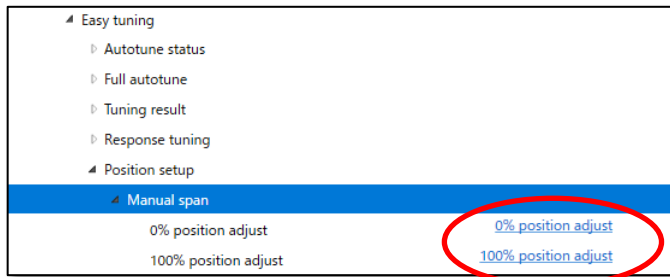 Easy tuning
Autotune status
Full autotune
Tuning result
Response tuning
Position setup
Manual span
0% position adjust 0% position adjust
100% position adjust 100% position adjust